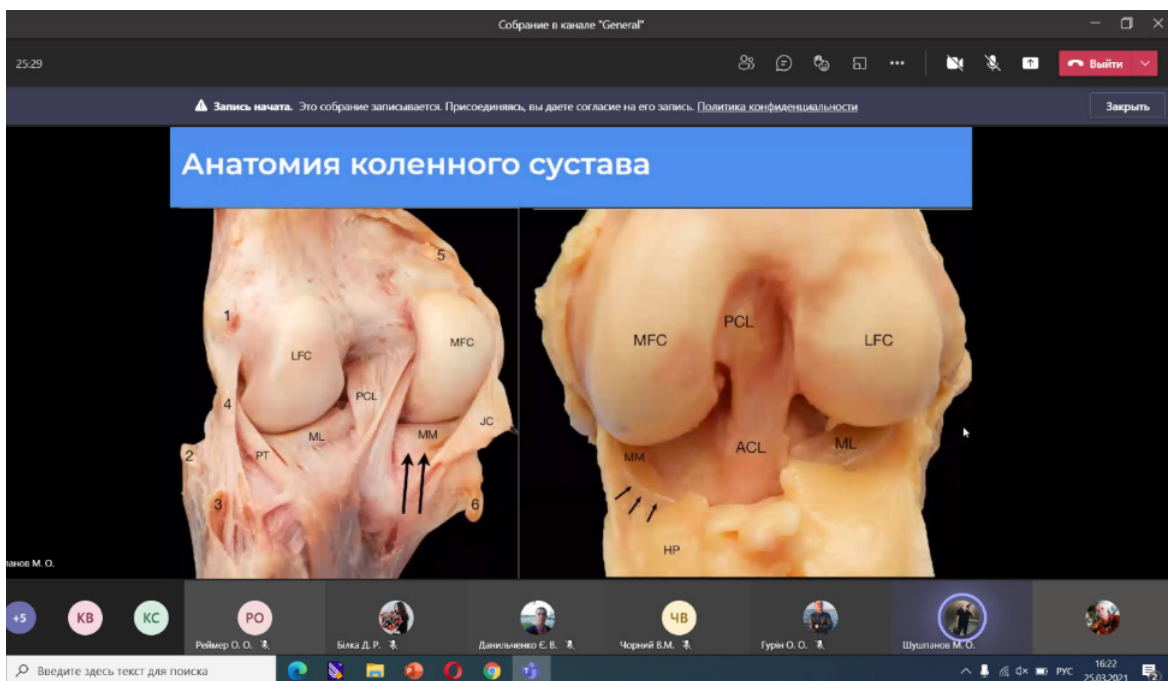 Собрание в канале "General"
25:29
Выйти
Запись начата. Это собрание записывается. Присоединяясь, вы даете согласие на его запись. Политика конфиденциальности
Закрыть
Анатомия коленного сустава
5
1
LFC
MFC
PCL
4
JC
ML
MM
2
PT
3
6
PCL
MFC
LFC
ACL
ML
MM
HP
панов М. О.
+5
КВ
КС
РО
ЧВ
Реймер О. О.
Білка Д. Р.
Данильченко Є. В.
Чорний В.М.
Гурін О. О.
Шушпанов М. О.
Введите здесь текст для поиска
РУС
16:22
25.03.2021
2